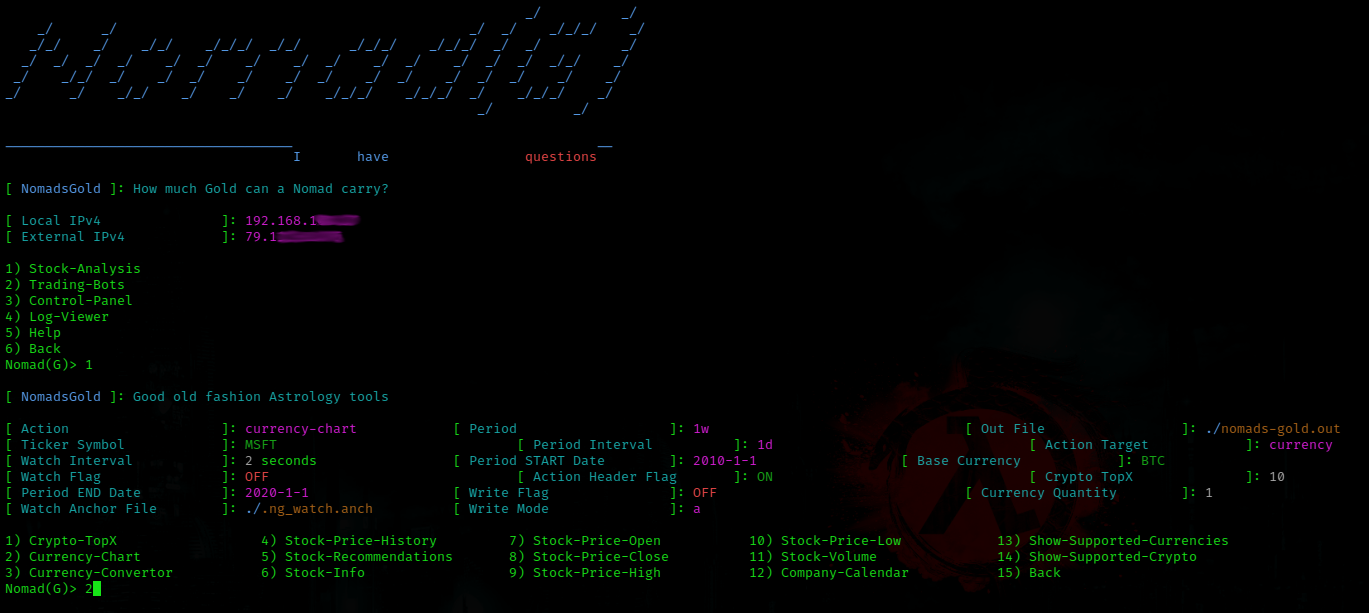 Nomad(G)
I have questions
[ NomadsGold ]: How much Gold can a Nomad carry?
[ Local IPv4 ]: 192.168.1
[ External IPv4 ]: 79.1
1) Stock-Analysis
2) Trading-Bots
3) Control-Panel
4) Log-Viewer
5) Help
6) Back
Nomad(G)> 1
[ NomadsGold ]: Good old fashion Astrology tools
[ Action ]: currency-chart [ Period ]: 1w [ Out File ]: ./nomads-gold.out
[ Ticker Symbol ]: MSFT [ Period Interval ]: 1d [ Action Target ]: currency
[ Watch Interval ]: 2 seconds [ Period START Date ]: 2010-1-1 [ Base Currency ]: BTC
[ Watch Flag ]: OFF [ Action Header Flag ]: ON [ Crypto TopX ]: 10
[ Period END Date ]: 2020-1-1 [ Write Flag ]: OFF [ Currency Quantity ]: 1
[ Watch Anchor File ]: ./.ng_watch.anch [ Write Mode ]: a
1) Crypto-TopX 4) Stock-Price-History 7) Stock-Price-Open 10) Stock-Price-Low 13) Show-Supported-Currencies
2) Currency-Chart 5) Stock-Recommendations 8) Stock-Price-Close 11) Stock-Volume 14) Show-Supported-Crypto
3) Currency-Convertor 6) Stock-Info 9) Stock-Price-High 12) Company-Calendar 15) Back
Nomad(G)> 2